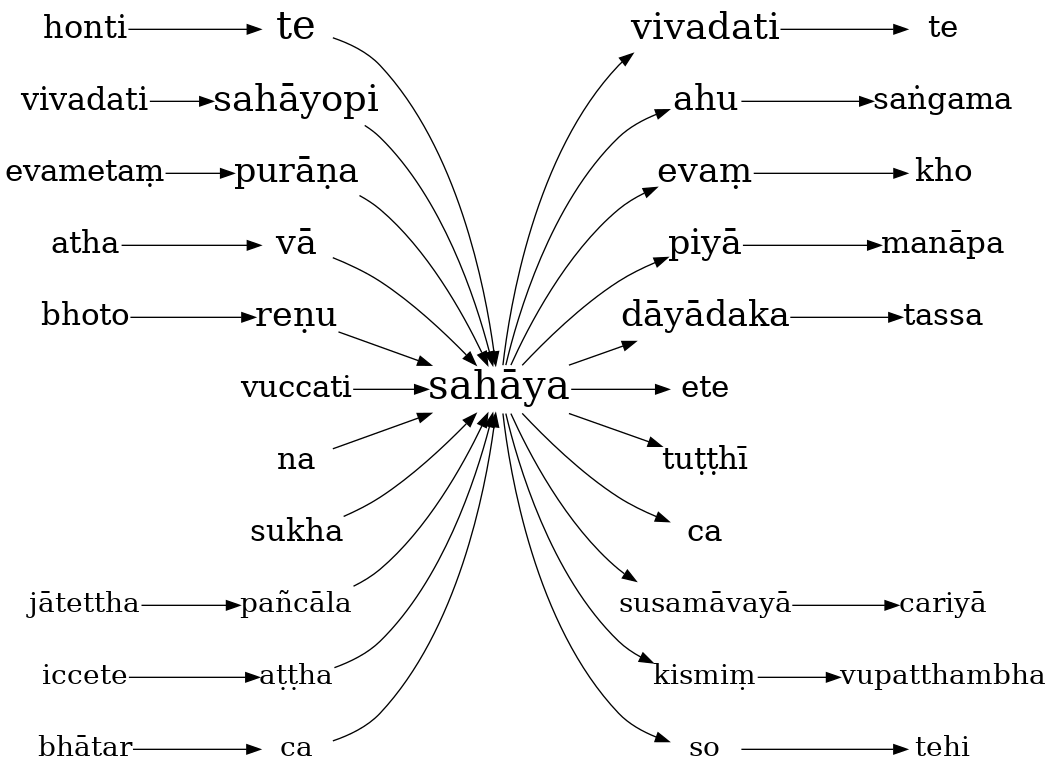 honti te vivadati te
vivadati sahāyopi ahu saṅgama
evametaṃ purāṇa evaṃ kho
atha vā piyā manāpa
bhoto reṇu dāyādaka tassa
vuccati sahāya ete
na tuṭṭhī
sukha ca
jātettha pañcāla susamāvayā cariyā
iccete aṭṭha kismiṃ vupatthambha
bhātar ca so tehi